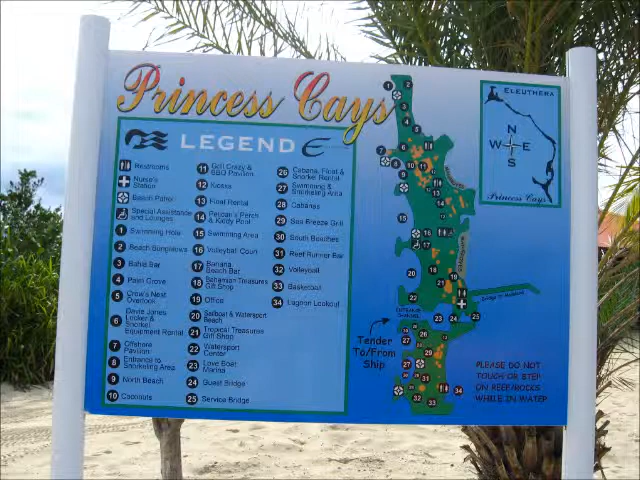 Princess Cays
ELEUTHERA
N
W E
S
Princess Cays
LEGEND
Restrooms
Nurse's
Station
Beach Patrol
Special Assistance
and Lounges
1 Swimming Hole
2 Beach Bungalows
3 Bahia Bar
4 Palm Grove
5 Crow's Nest
Overlook
6 Davie Jones
Locker &
Snorkel
Equipment Rental
7 Offshore
Pavilion
8 Entrance to
Snorkeling Area
9 North Beach
10 Coconuts
11 Grill Crazy &
BBQ Pavilion
12 Kiosks
13 Float Rental
14 Pelican's Perch
& Kiddy Pool
15 Swimming Area
16 Volleyball Court
17 Banana
Beach Bar
18 Bahamian Treasures
Gift Shop
19 Office
20 Sailboat & Watersport
Beach
21 Tropical Treasures
Gift Shop
22 Watersport
Center
23 Love Boat
Marina
24 Guest Bridge
25 Service Bridge
26 Cabana, Float &
Snorkel Rental
27 Swimming &
Snorkeling Area
28 Cabanas
29 Sea Breeze Grill
30 South Beaches
31 Reef Runner Bar
32 Volleyball
33 Basketball
34 Lagoon Lookout
Tender
To/From
Ship
PLEASE DO NOT
TOUCH OR STEP
ON REEF/ROCKS
WHILE IN WATER